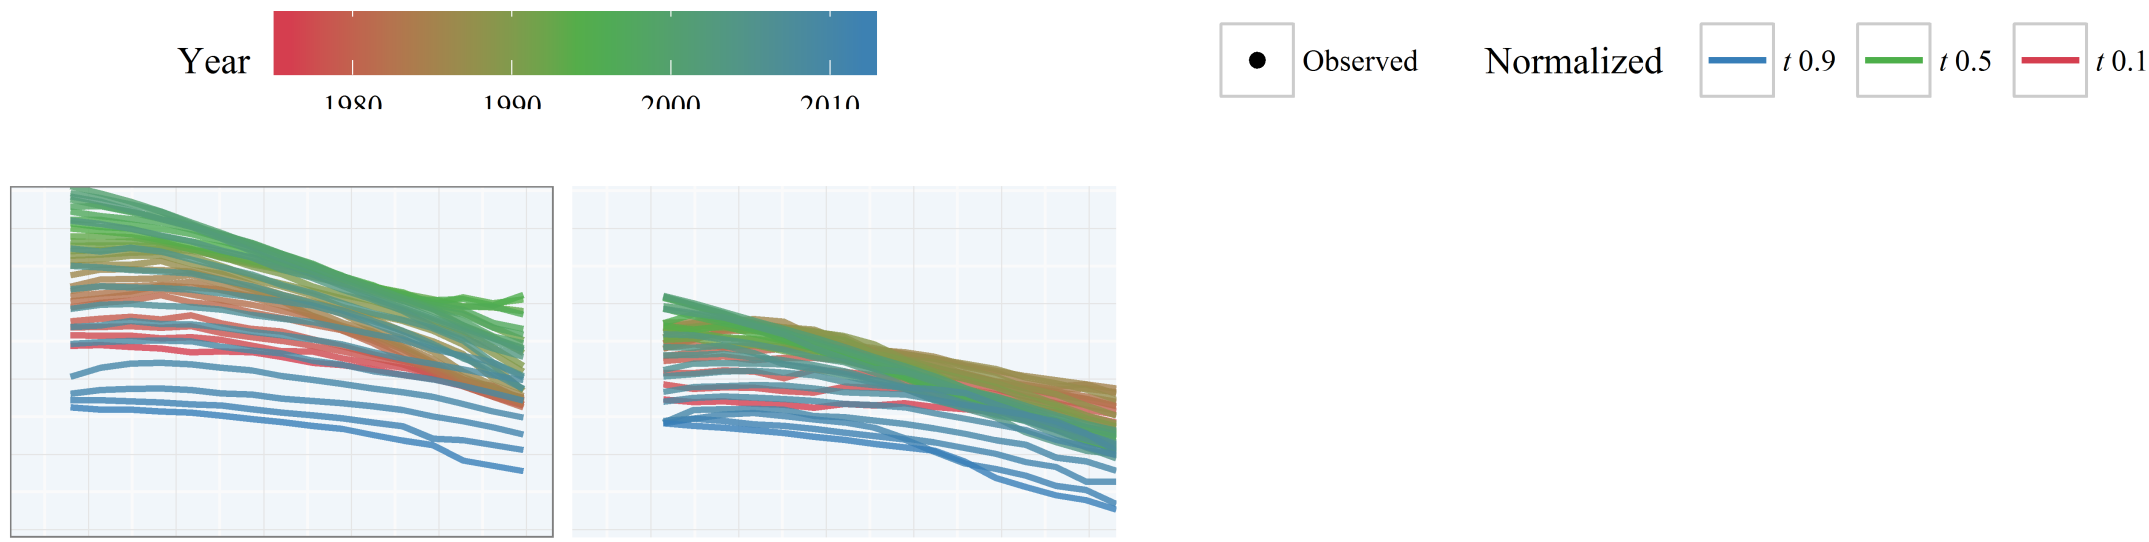 Year
1980 1990 2000 2010
Observed Normalized t 0.9 t 0.5 t 0.1